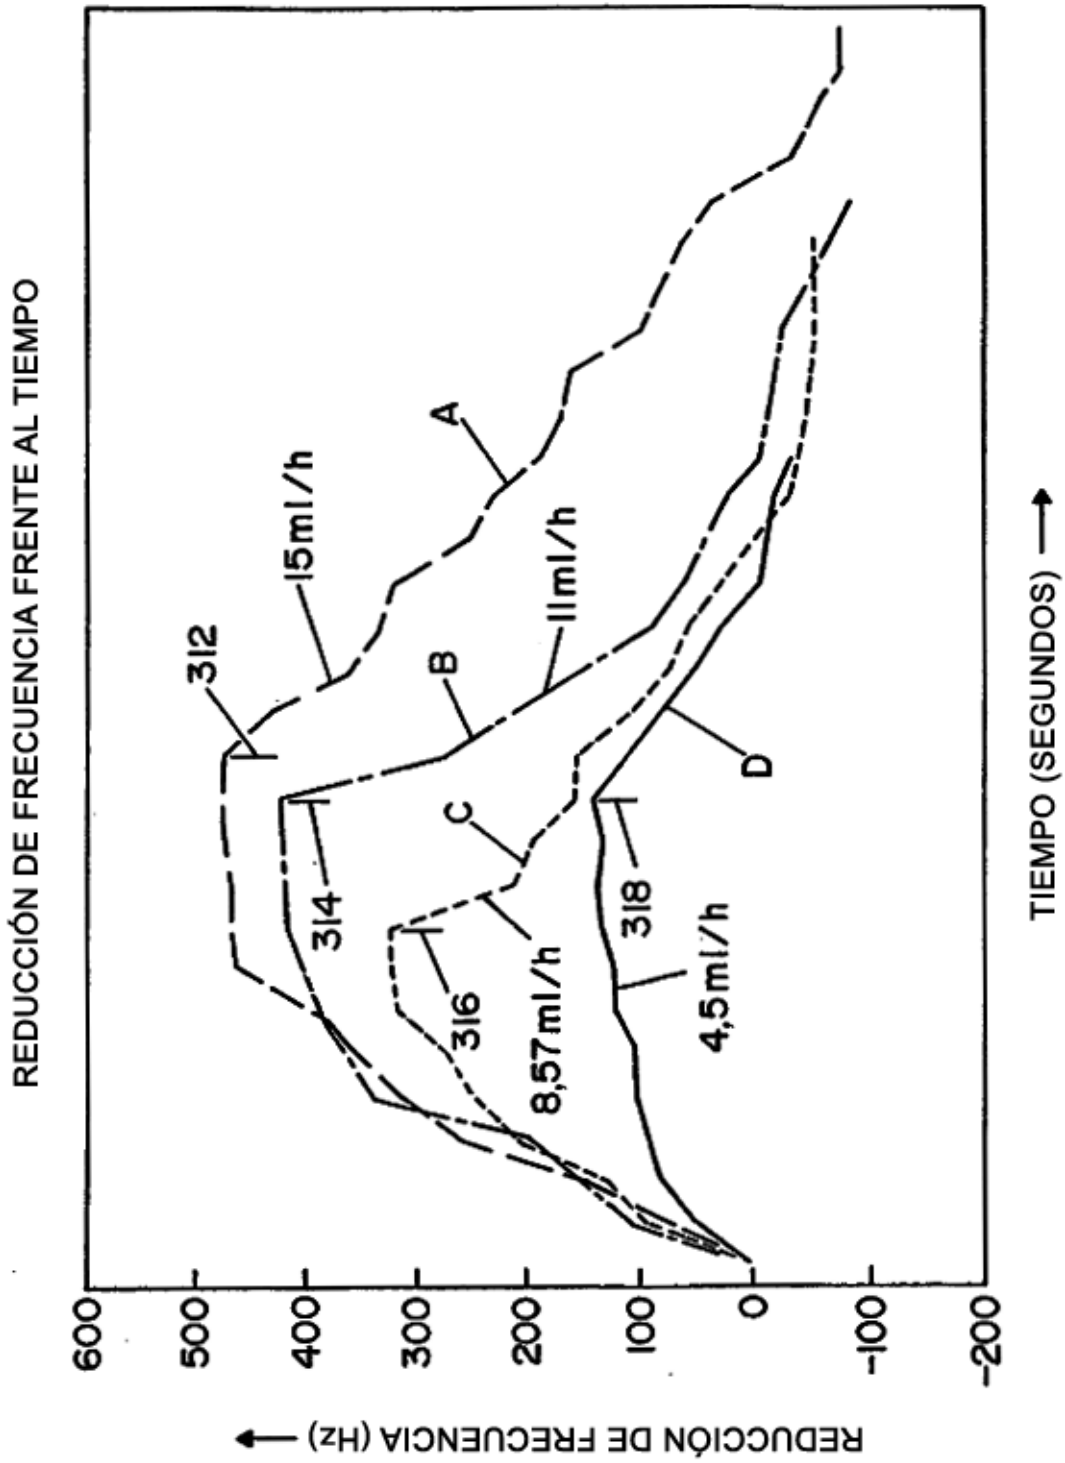 REDUCCIÓN DE FRECUENCIA FRENTE AL TIEMPO
600
500
400
300
200
100
0
-100
-200
REDUCCIÓN DE FRECUENCIA (Hz)
312
15ml/h
A
314
B
11ml/h
316
C
8,57ml/h
318
D
4,5ml/h
TIEMPO (SEGUNDOS)